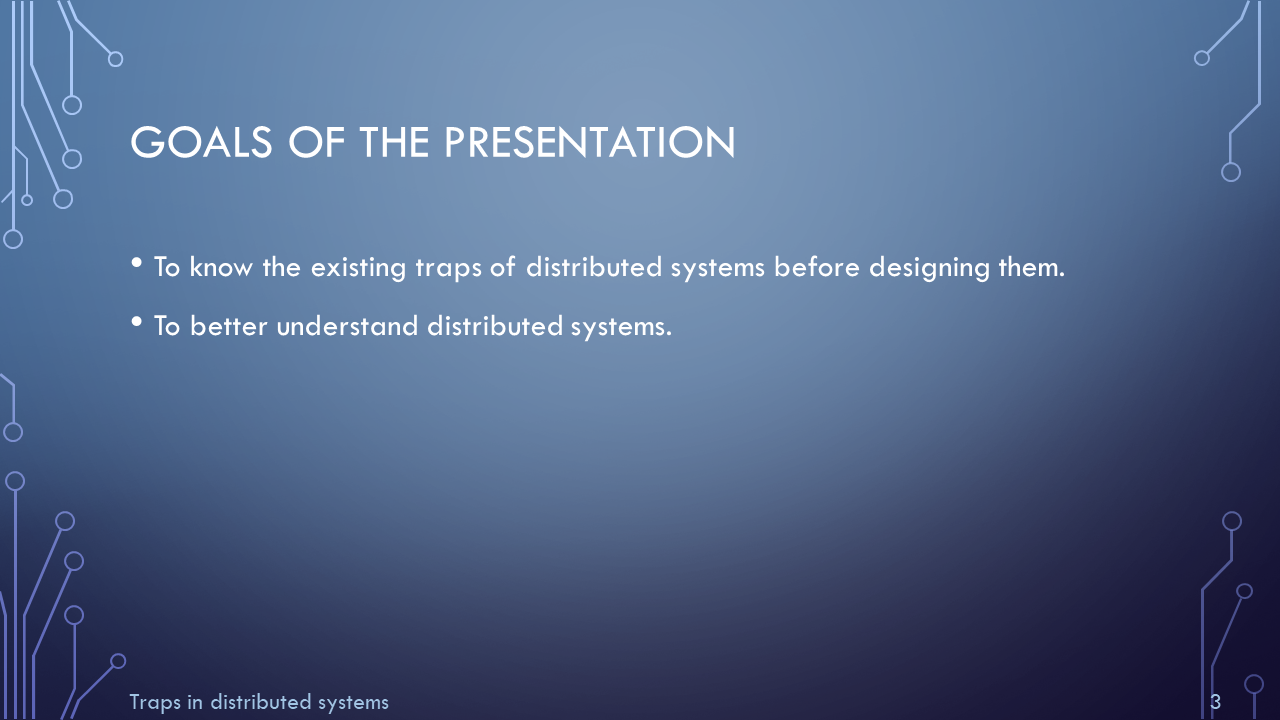 GOALS OF THE PRESENTATION
• To know the existing traps of distributed systems before designing them.
• To better understand distributed systems.
Traps in distributed systems
3